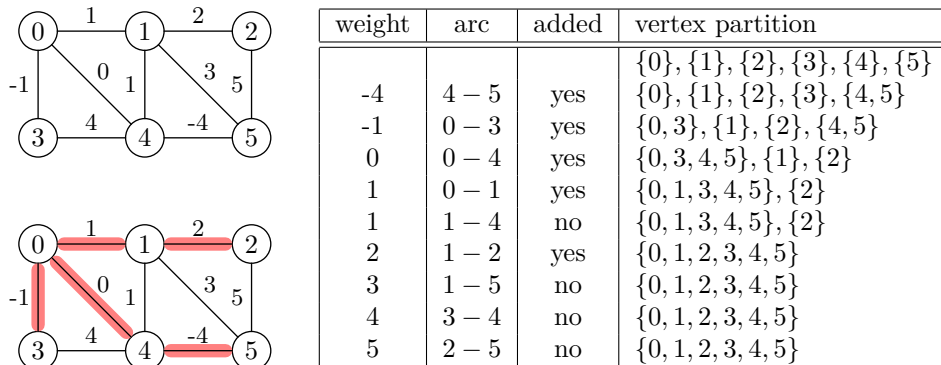 1 2
0 1 2
-1 0 1 3 5
4 -4
3 4 5
1 2
0 1 2
-1 0 1 3 5
4 -4
3 4 5
weight arc added vertex partition
{0}, {1}, {2}, {3}, {4}, {5}
-4 4 − 5 yes {0}, {1}, {2}, {3}, {4, 5}
-1 0 − 3 yes {0, 3}, {1}, {2}, {4, 5}
0 0 − 4 yes {0, 3, 4, 5}, {1}, {2}
1 0 − 1 yes {0, 1, 3, 4, 5}, {2}
1 1 − 4 no {0, 1, 3, 4, 5}, {2}
2 1 − 2 yes {0, 1, 2, 3, 4, 5}
3 1 − 5 no {0, 1, 2, 3, 4, 5}
4 3 − 4 no {0, 1, 2, 3, 4, 5}
5 2 − 5 no {0, 1, 2, 3, 4, 5}